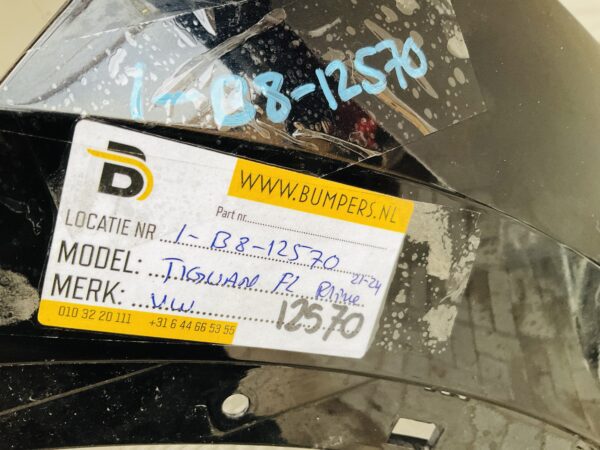 1-B8-12570
B
WWW.BUMPERS.NL
Part nr.
LOCATIE NR 1-B8-12570
MODEL: TIGUAN FL Rline 21-24
MERK: V.W 12570
010 32 20 111 +31 6 44 66 53 55